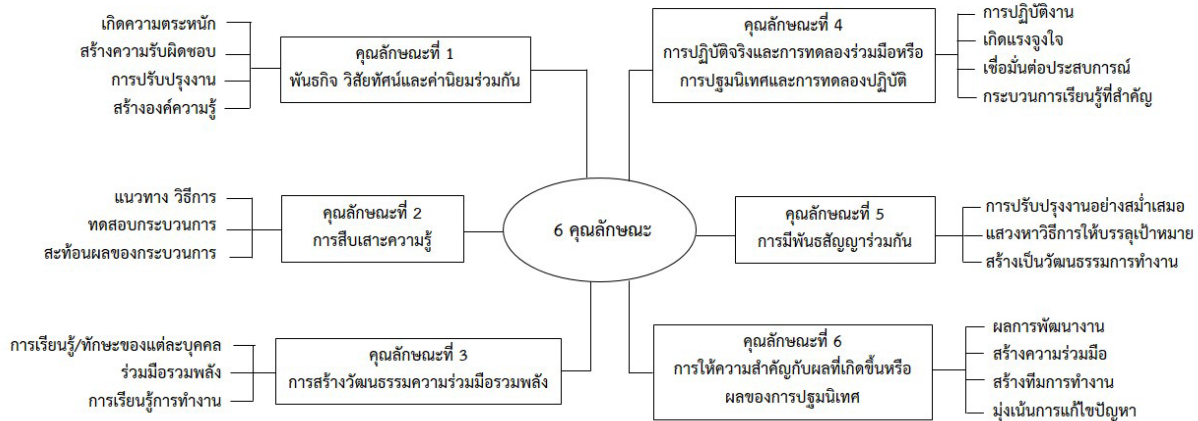 เกิดความตระหนัก
สร้างความรับผิดชอบ
การปรับปรุงงาน
สร้างองค์ความรู้
คุณลักษณะที่ 1
พันธกิจ วิสัยทัศน์และค่านิยมร่วมกัน
คุณลักษณะที่ 4
การปฏิบัติจริงและการทดลองร่วมมือหรือ
การปฐมนิเทศและการทดลองปฏิบัติ
การปฏิบัติงาน
เกิดแรงจูงใจ
เชื่อมั่นต่อประสบการณ์
กระบวนการเรียนรู้ที่สำคัญ
แนวทาง วิธีการ
ทดสอบกระบวนการ
สะท้อนผลของกระบวนการ
คุณลักษณะที่ 2
การสืบเสาะความรู้
6 คุณลักษณะ
คุณลักษณะที่ 5
การมีพันธสัญญาร่วมกัน
การปรับปรุงงานอย่างสม่ำเสมอ
แสวงหาวิธีการให้บรรลุเป้าหมาย
สร้างเป็นวัฒนธรรมการทำงาน
การเรียนรู้/ทักษะของแต่ละบุคคล
ร่วมมือรวมพลัง
การเรียนรู้การทำงาน
คุณลักษณะที่ 3
การสร้างวัฒนธรรมความร่วมมือรวมพลัง
คุณลักษณะที่ 6
การให้ความสำคัญกับผลที่เกิดขึ้นหรือ
ผลของการปฐมนิเทศ
ผลการพัฒนางาน
สร้างความร่วมมือ
สร้างทีมการทำงาน
มุ่งเน้นการแก้ไขปัญหา